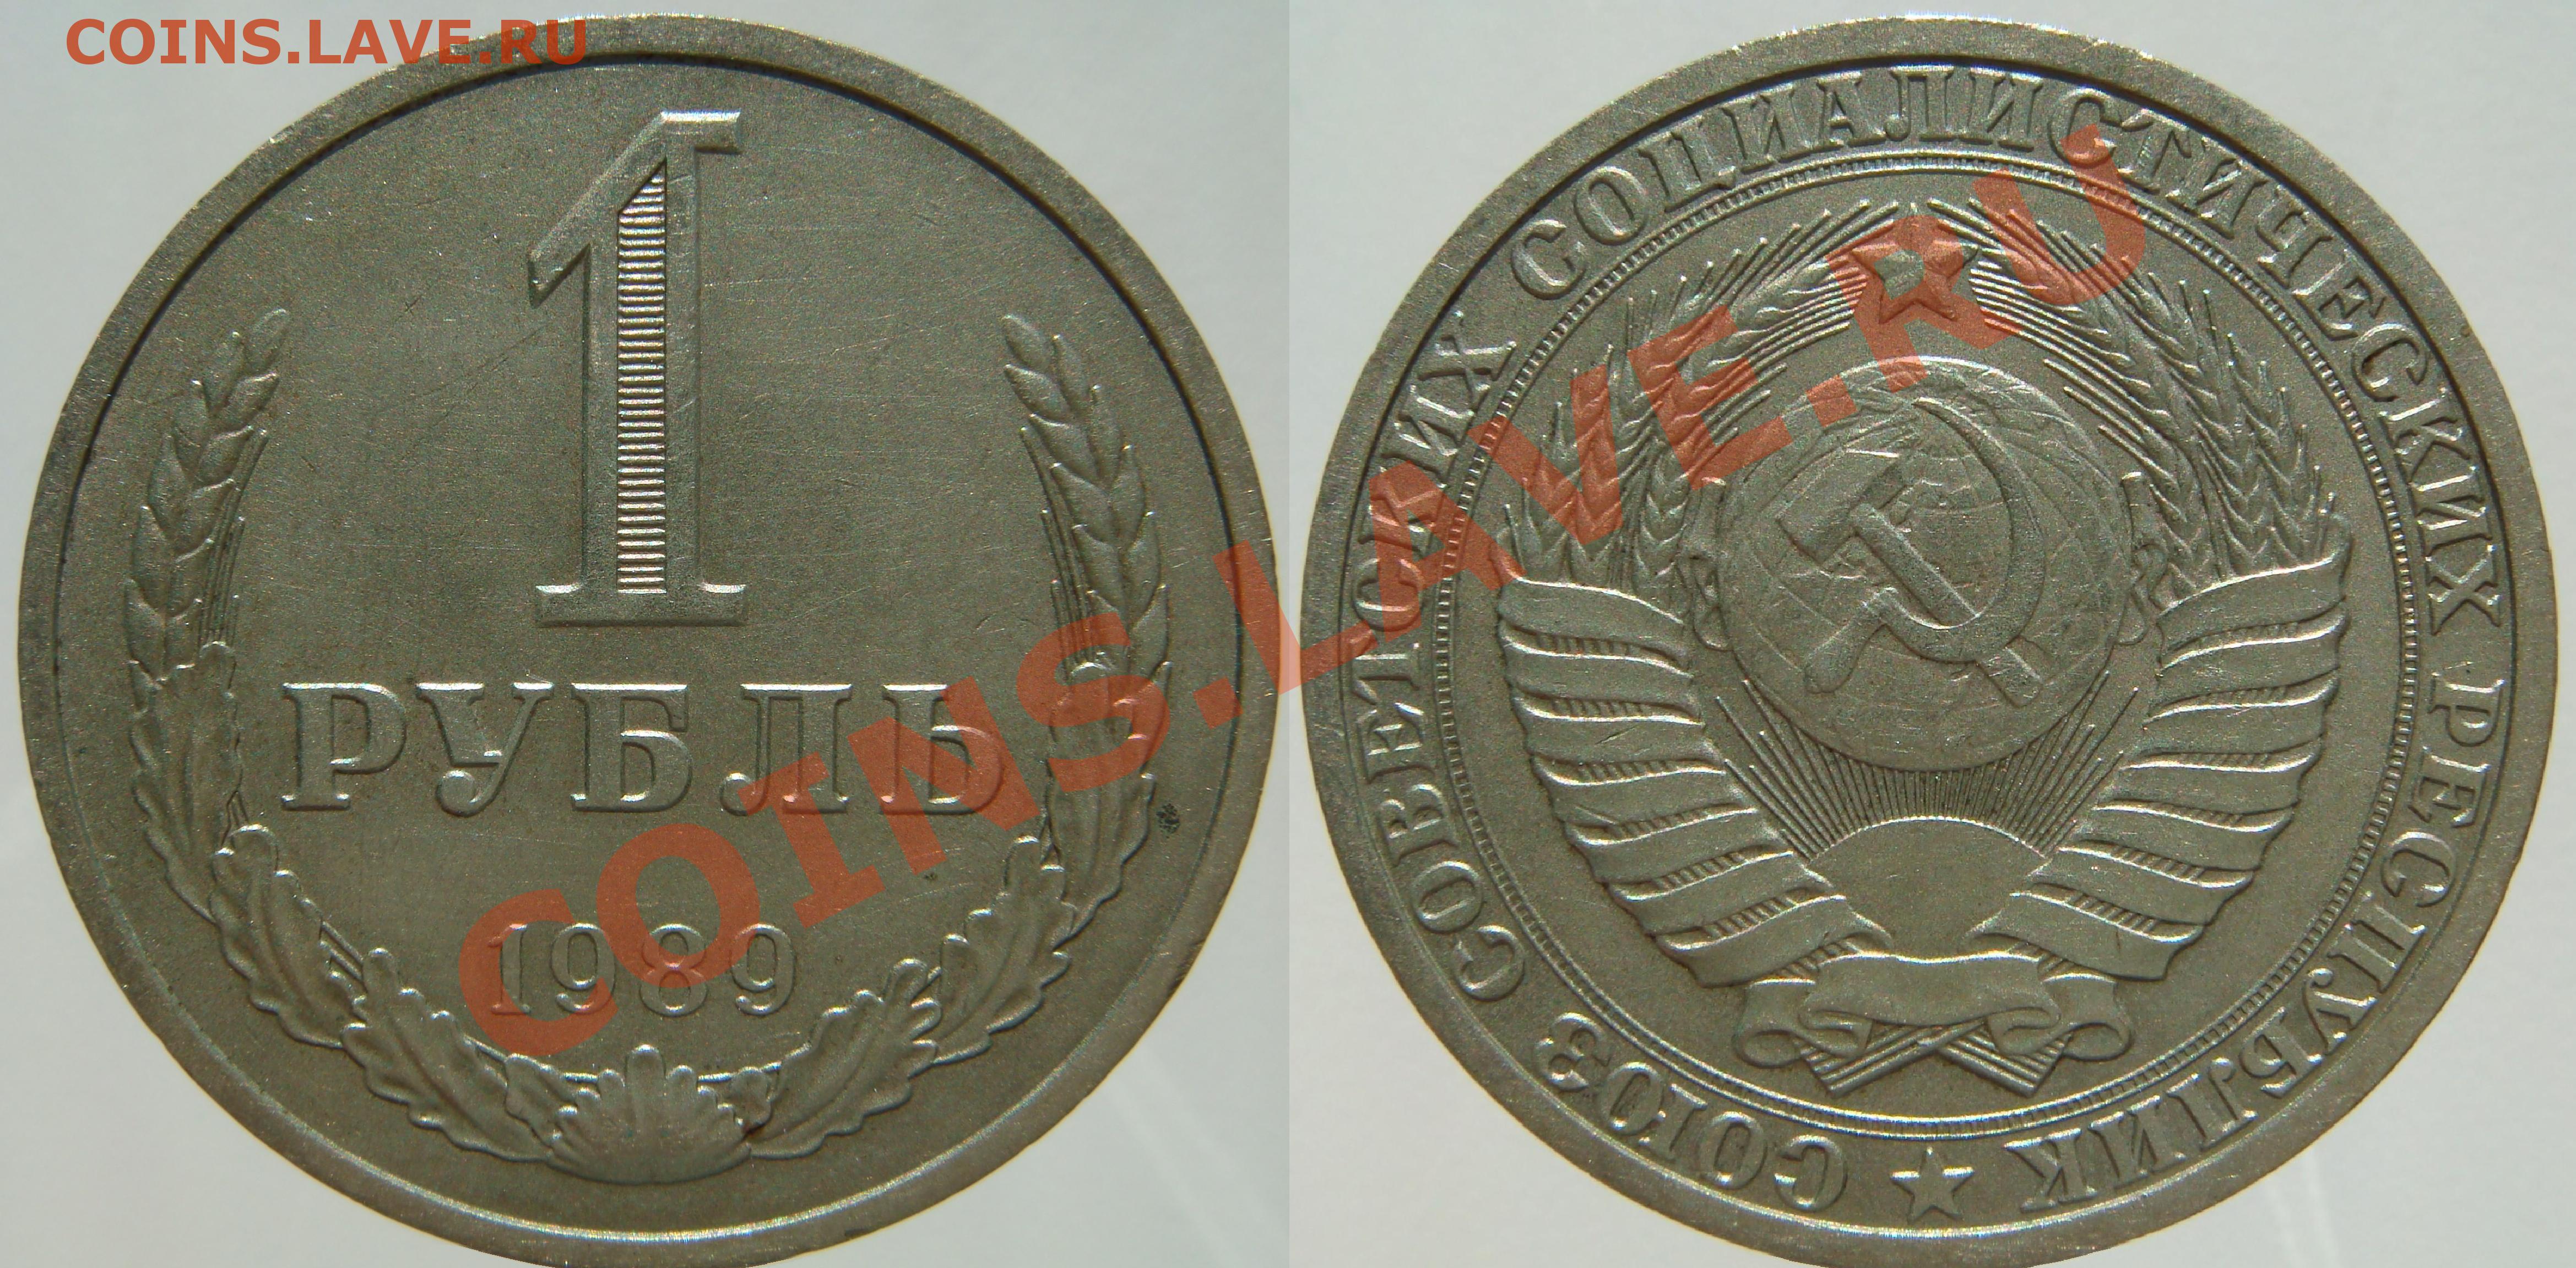 COINS.LAVE.RU
1
РУБЛЬ
1989
СОЮЗ СОВЕТСКИХ СОЦИАЛИСТИЧЕСКИХ РЕСПУБЛИК
COINS.LAVE.RU